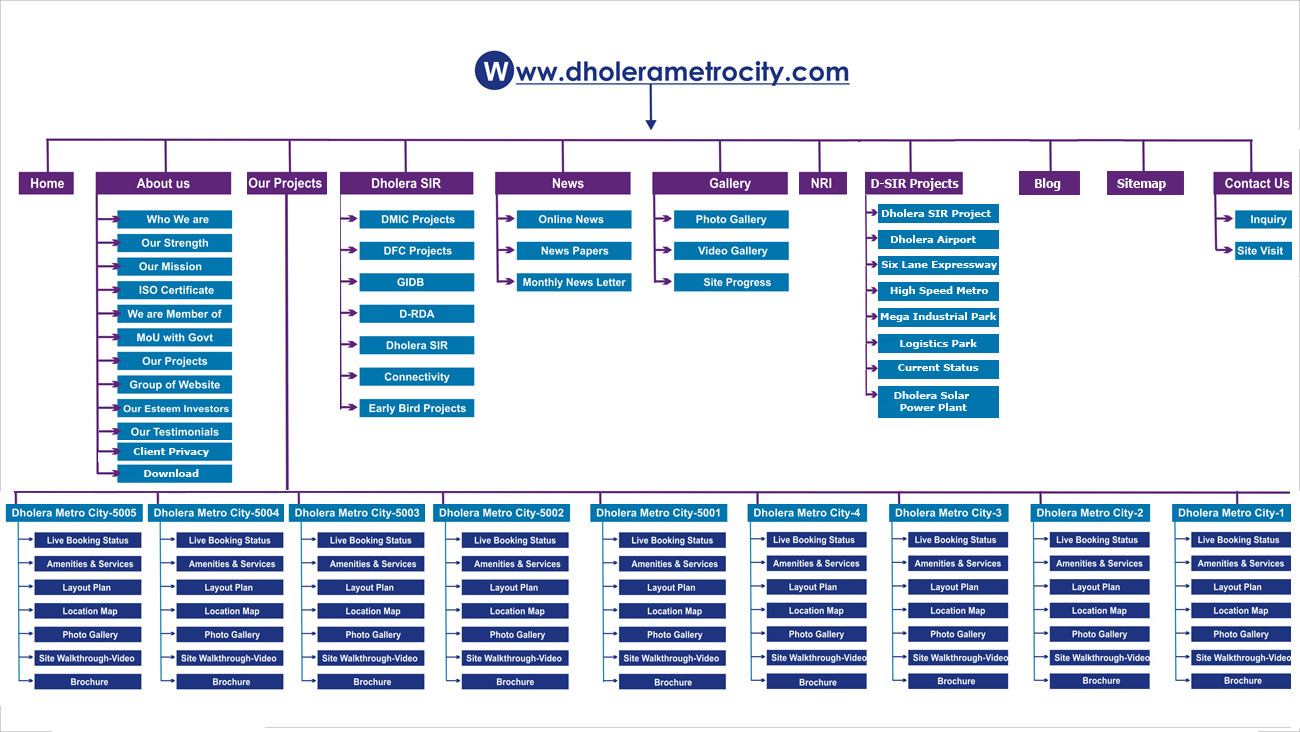 Www.dholerametrocity.com
Home
About us
Our Projects
Dholera SIR
News
Gallery
NRI
D-SIR Projects
Blog
Sitemap
Contact Us
Who We are
Our Strength
Our Mission
ISO Certificate
We are Member of
MoU with Govt
Our Projects
Group of Website
Our Esteem Investors
Our Testimonials
Client Privacy
Download
DMIC Projects
DFC Projects
GIDB
D-RDA
Dholera SIR
Connectivity
Early Bird Projects
Online News
News Papers
Monthly News Letter
Photo Gallery
Video Gallery
Site Progress
Dholera SIR Project
Dholera Airport
Six Lane Expressway
High Speed Metro
Mega Industrial Park
Logistics Park
Current Status
Dholera Solar
Power Plant
Inquiry
Site Visit
Dholera Metro City-5005
Live Booking Status
Amenities & Services
Layout Plan
Location Map
Photo Gallery
Site Walkthrough-Video
Brochure
Dholera Metro City-5004
Live Booking Status
Amenities & Services
Layout Plan
Location Map
Photo Gallery
Site Walkthrough-Video
Brochure
Dholera Metro City-5003
Live Booking Status
Amenities & Services
Layout Plan
Location Map
Photo Gallery
Site Walkthrough-Video
Brochure
Dholera Metro City-5002
Live Booking Status
Amenities & Services
Layout Plan
Location Map
Photo Gallery
Site Walkthrough-Video
Brochure
Dholera Metro City-5001
Live Booking Status
Amenities & Services
Layout Plan
Location Map
Photo Gallery
Site Walkthrough-Video
Brochure
Dholera Metro City-4
Live Booking Status
Amenities & Services
Layout Plan
Location Map
Photo Gallery
Site Walkthrough-Video
Brochure
Dholera Metro City-3
Live Booking Status
Amenities & Services
Layout Plan
Location Map
Photo Gallery
Site Walkthrough-Video
Brochure
Dholera Metro City-2
Live Booking Status
Amenities & Services
Layout Plan
Location Map
Photo Gallery
Site Walkthrough-Video
Brochure
Dholera Metro City-1
Live Booking Status
Amenities & Services
Layout Plan
Location Map
Photo Gallery
Site Walkthrough-Video
Brochure